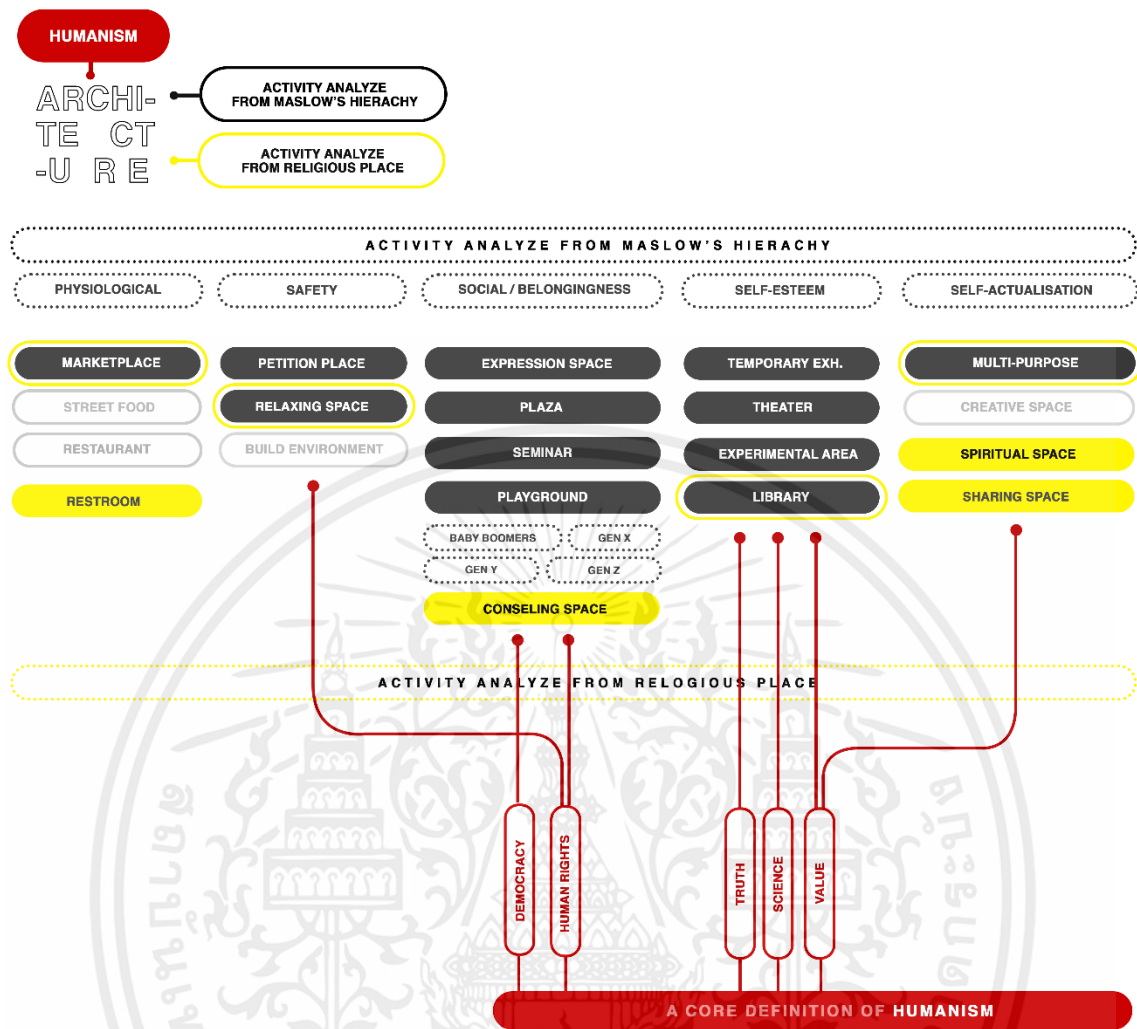 HUMANISM
ARCHI-
TE CT
-U R E
ACTIVITY ANALYZE
FROM MASLOW'S HIERACHY
ACTIVITY ANALYZE
FROM RELIGIOUS PLACE
ACTIVITY ANALYZE FROM MASLOW'S HIERACHY
PHYSIOLOGICAL SAFETY SOCIAL / BELONGINGNESS SELF-ESTEEM SELF-ACTUALISATION
MARKETPLACE PETITION PLACE EXPRESSION SPACE TEMPORARY EXH. MULTI-PURPOSE
STREET FOOD RELAXING SPACE PLAZA THEATER CREATIVE SPACE
RESTAURANT BUILD ENVIRONMENT SEMINAR EXPERIMENTAL AREA SPIRITUAL SPACE
RESTROOM PLAYGROUND LIBRARY SHARING SPACE
BABY BOOMERS GEN X
GEN Y GEN Z
CONSELING SPACE
ACTIVITY ANALYZE FROM RELOGIOUS PLACE
DEMOCRACY
HUMAN RIGHTS
TRUTH
SCIENCE
VALUE
A CORE DEFINITION OF HUMANISM